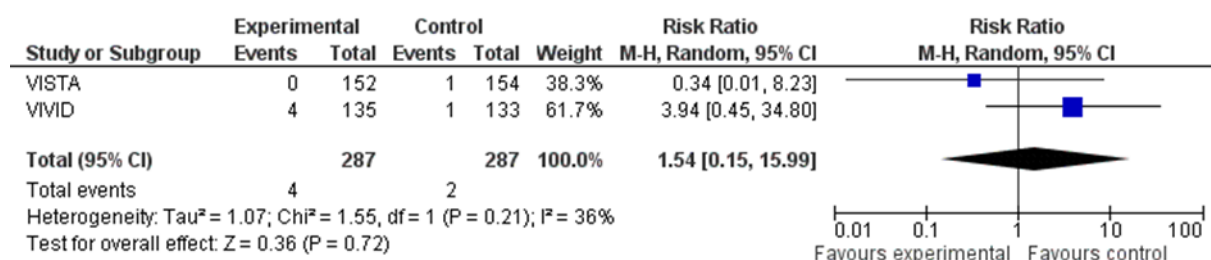 Experimental Control Risk Ratio Risk Ratio
Study or Subgroup Events Total Events Total Weight M-H, Random, 95% CI M-H, Random, 95% CI
VISTA 0 152 1 154 38.3% 0.34 [0.01, 8.23]
VIVID 4 135 1 133 61.7% 3.94 [0.45, 34.80]
Total (95% CI) 287 287 100.0% 1.54 [0.15, 15.99]
Total events 4 2
Heterogeneity: Tau² = 1.07; Chi² = 1.55, df = 1 (P = 0.21); I² = 36%
Test for overall effect: Z = 0.36 (P = 0.72)
0.01 0.1 1 10 100
Favours experimental Favours control